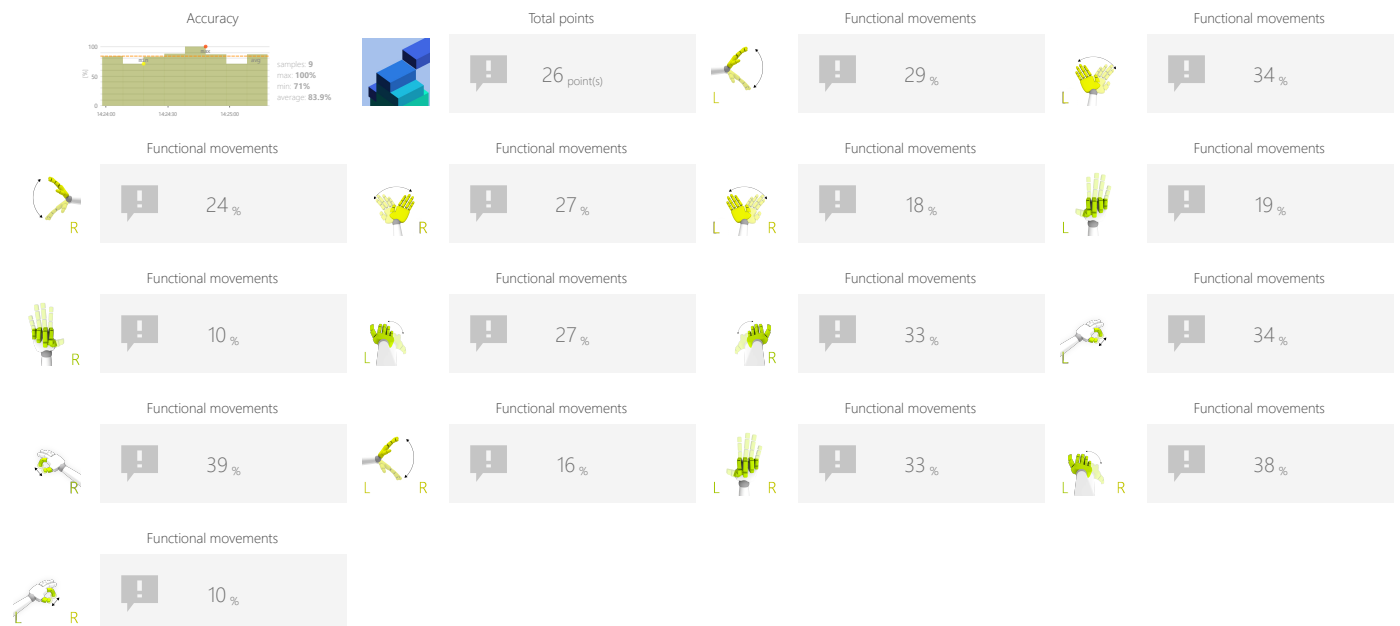 Accuracy
Total points
Functional movements
Functional movements
100
50
0
[%]
max
min
avg
samples: 9
max: 100%
min: 71%
average: 83.9%
14:24:00
14:24:30
14:25:00
26 point(s)
L
29 %
L
34 %
Functional movements
Functional movements
Functional movements
Functional movements
R
24 %
R
27 %
L R
18 %
L
19 %
Functional movements
Functional movements
Functional movements
Functional movements
R
10 %
L
27 %
R
33 %
L
34 %
Functional movements
Functional movements
Functional movements
Functional movements
R
39 %
L R
16 %
L R
33 %
L R
38 %
Functional movements
L R
10 %